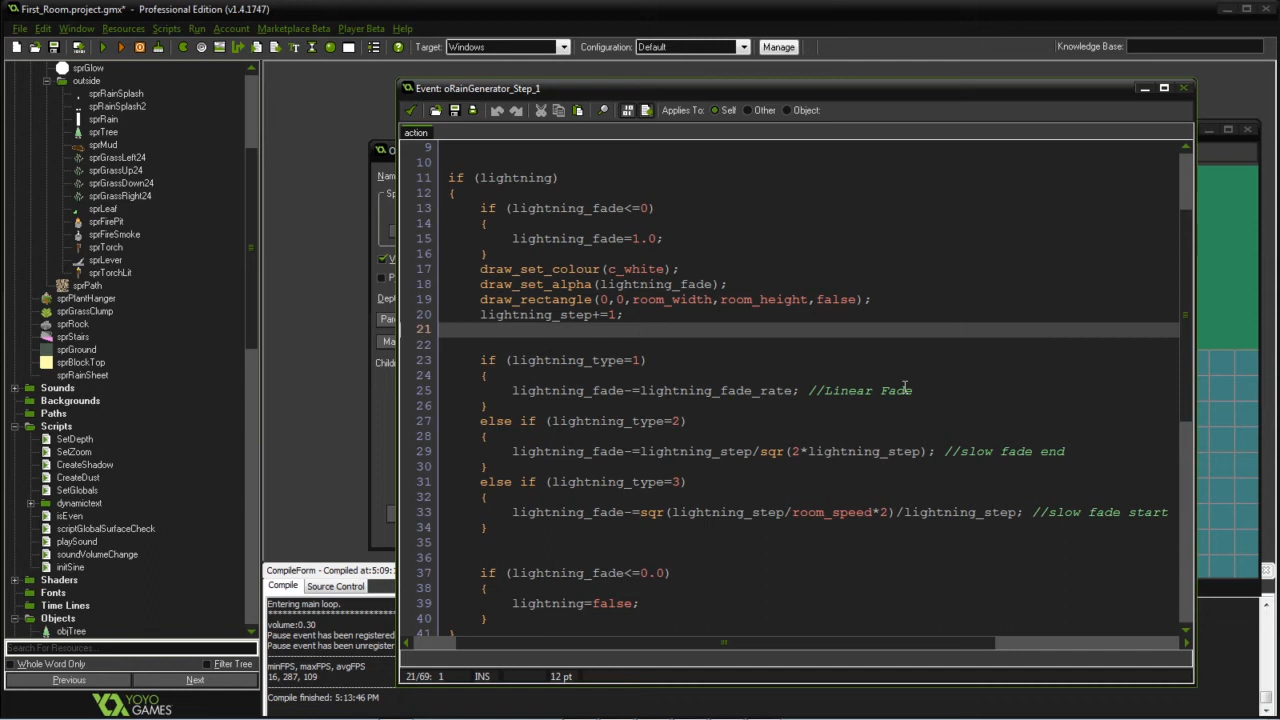 First_Room.project.gmx* - Professional Edition (v1.4.1747)
File Edit Window Resources Scripts Run Account Marketplace Beta Player Beta Help
Target: Windows Configuration: Default Manage Knowledge Base:
sprGlow
outside
sprRainSplash
sprRainSplash2
sprRain
sprTree
sprMud
sprGrassLeft24
sprGrassUp24
sprGrassDown24
sprGrassRight24
sprLeaf
sprFirePit
sprFireSmoke
sprTorch
sprLever
sprTorchLit
sprPath
sprPlantHanger
sprGrassClump
sprRock
sprStairs
sprGround
sprBlockTop
sprRainSheet
Sounds
Backgrounds
Paths
Scripts
SetDepth
SetZoom
CreateShadow
CreateDust
SetGlobals
dynamictext
isEven
scriptGlobalSurfaceCheck
playSound
soundVolumeChange
initSine
Shaders
Fonts
Time Lines
Objects
objTree
Search For Resources...
Whole Word Only Filter Tree
Previous Next
YOYO
GAMES
Event: oRainGenerator_Step_1
Applies To: Self Other Object:
action
9
10
11 if (lightning)
12 {
13 if (lightning_fade<=0)
14 {
15 lightning_fade=1.0;
16 }
17 draw_set_colour(c_white);
18 draw_set_alpha(lightning_fade);
19 draw_rectangle(0,0,room_width,room_height,false);
20 lightning_step+=1;
21
22
23 if (lightning_type=1)
24 {
25 lightning_fade-=lightning_fade_rate; //Linear Fade
26 }
27 else if (lightning_type=2)
28 {
29 lightning_fade-=lightning_step/sqr(2*lightning_step); //slow fade end
30 }
31 else if (lightning_type=3)
32 {
33 lightning_fade-=sqr(lightning_step/room_speed*2)/lightning_step; //slow fade start
34 }
35
36
37 if (lightning_fade<=0.0)
38 {
39 lightning=false;
40 }
41 }
21/69: 1 INS 12 pt
CompileForm - Compiled at:5:09:
Compile Source Control
Entering main loop.
volume:0.30
Pause event has been registered
Pause event has been unregister
minFPS, maxFPS, avgFPS
16, 287, 109
Compile finished: 5:13:46 PM